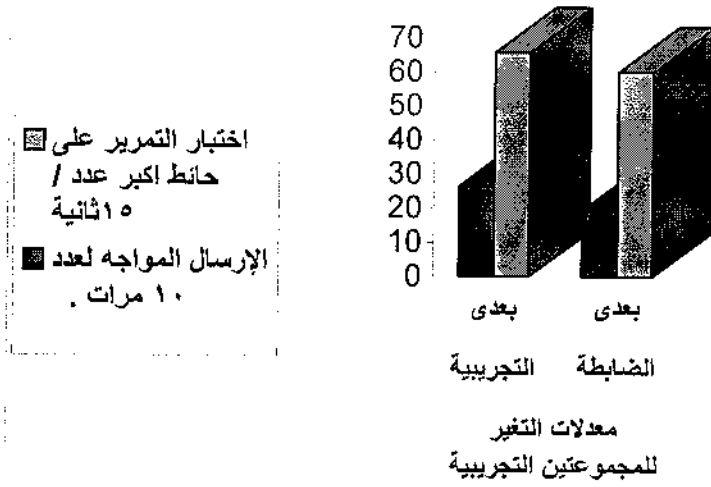 اختبار التمرير على
حائط اكبر عدد /
١٥ثانية
الإرسال المواجه لعدد
١٠ مرات .
70
60
50
40
30
20
10
0
بعدى بعدى
التجريبية الضابطة
معدلات التغير
للمجموعتين التجريبية